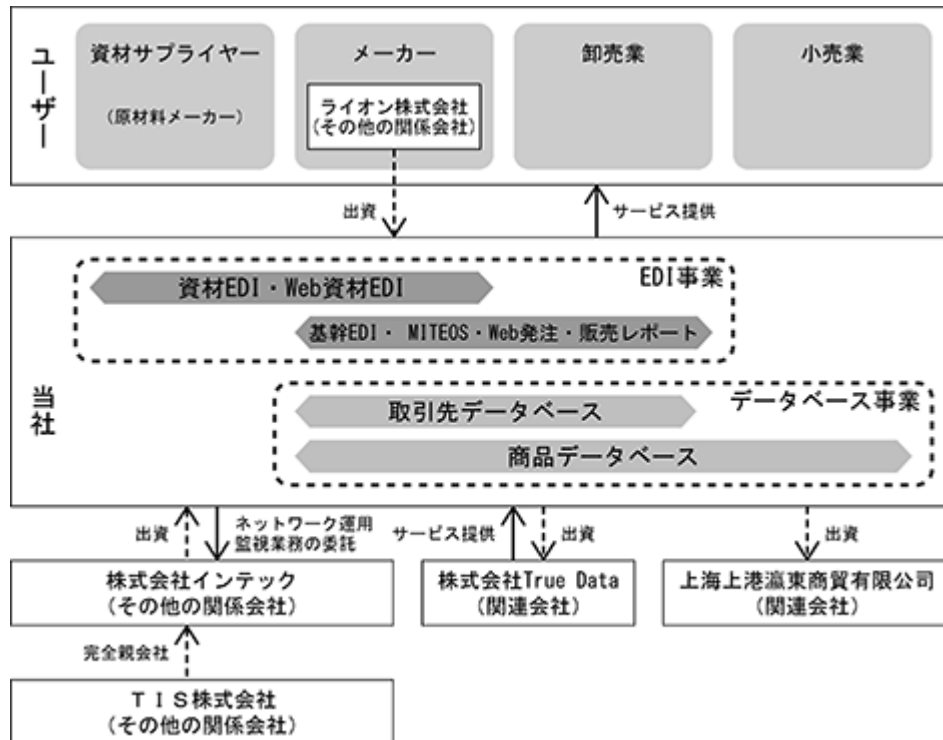 ユーザー
資材サプライヤー
（原材料メーカー）
メーカー
ライオン株式会社
（その他の関係会社）
卸売業
小売業
出資
サービス提供
当社
EDI事業
資材EDI・Web資材EDI
基幹EDI・ MITEOS・Web発注・販売レポート
データベース事業
取引先データベース
商品データベース
出資
ネットワーク運用
監視業務の委託
サービス提供
出資
出資
株式会社インテック
（その他の関係会社）
株式会社True Data
（関連会社）
上海上港瀛東商貿有限公司
（関連会社）
完全親会社
ＴＩＳ株式会社
（その他の関係会社）